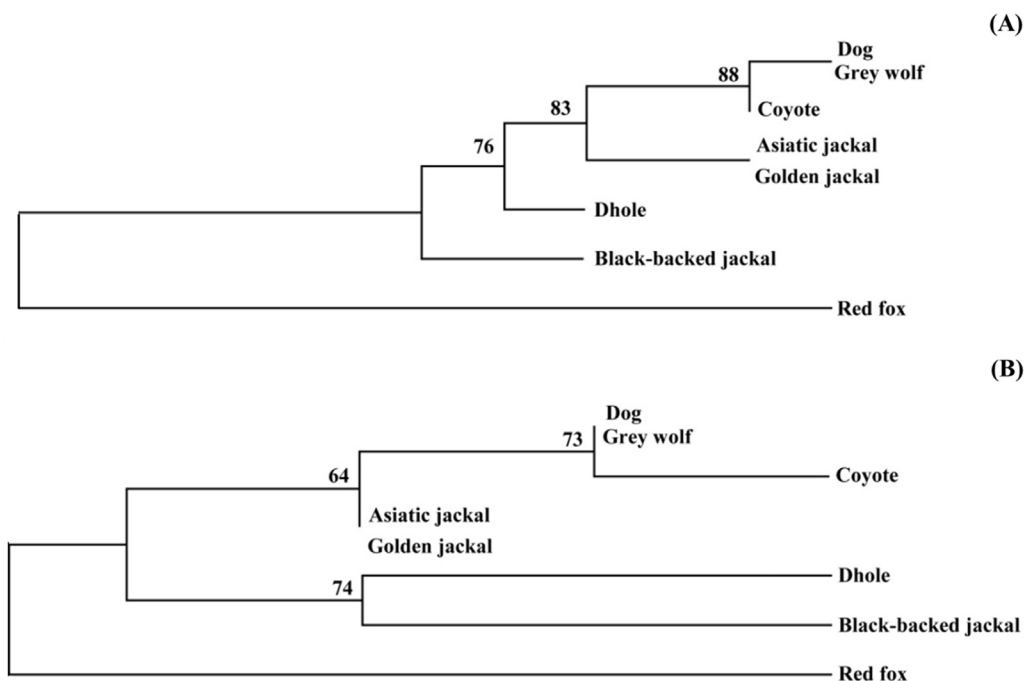 (A)
Dog
Grey wolf
88
Coyote
83
Asiatic jackal
76
Golden jackal
Dhole
Black-backed jackal
Red fox
(B)
Dog
73
Grey wolf
64
Coyote
Asiatic jackal
Golden jackal
Dhole
74
Black-backed jackal
Red fox